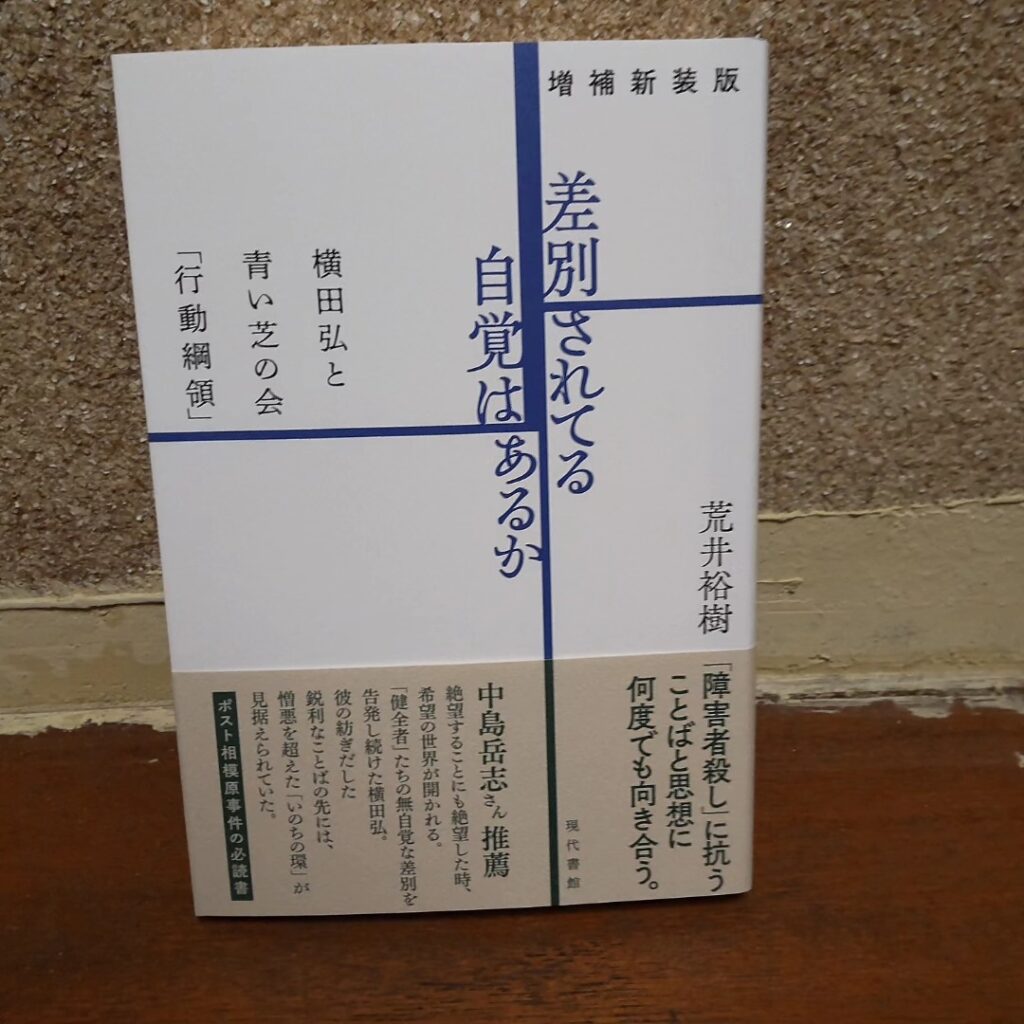 増補新装版
差別されてる
自覚はあるか
横田弘と
青い芝の会
「行動綱領」
荒井裕樹
「障害者殺し」に抗う
ことばと思想に
何度でも向き合う。
現代書館
中島岳志さん 推薦
絶望することにも絶望した時、
希望の世界が開かれる。
「健全者」たちの無自覚な差別を
告発し続けた横田弘。
彼の紡ぎだした
鋭利なことばの先には、
憎悪を超えた「いのちの環」が
見据えられていた。
ポスト相模原事件の必読書